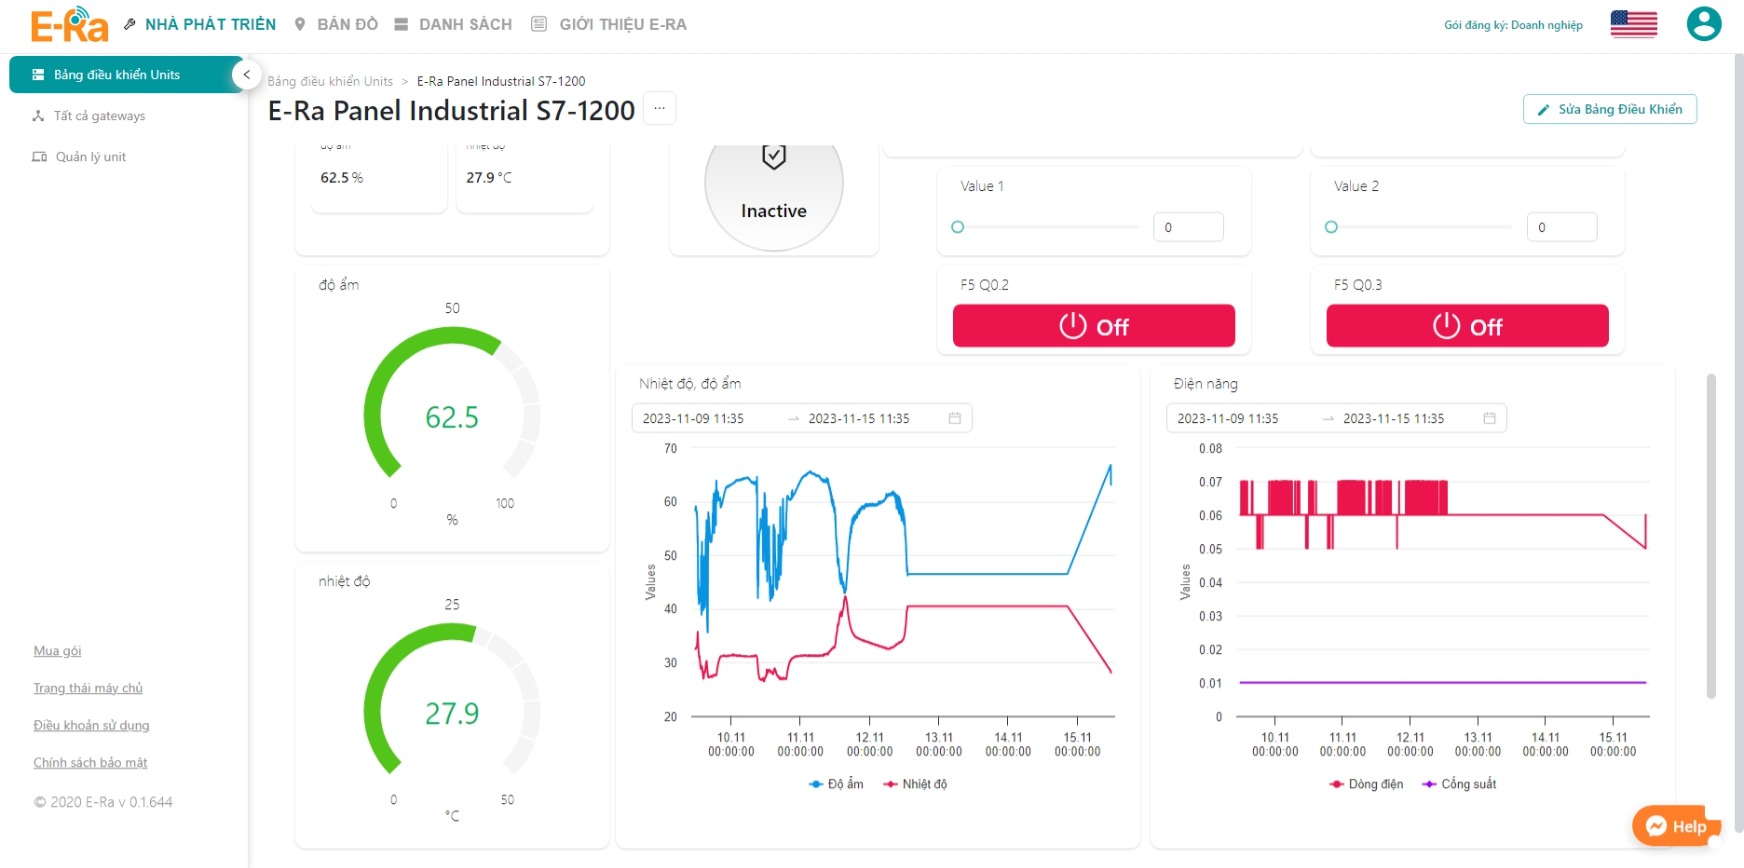 E-Ra
NHÀ PHÁT TRIỂN
BẢN ĐỒ
DANH SÁCH
GIỚI THIỆU E-RA
Gói đăng ký: Doanh nghiệp
Bảng điều khiển Units
Tất cả gateways
Quản lý unit
Bảng điều khiển Units > E-Ra Panel Industrial S7-1200
E-Ra Panel Industrial S7-1200
...
Sửa Bảng Điều Khiển
độ ẩm
62.5 %
nhiệt độ
27.9 °C
Inactive
Value 1
0
Value 2
0
F5 Q0.2
Off
F5 Q0.3
Off
độ ẩm
50
62.5
0
100
%
nhiệt độ
25
27.9
0
50
°C
Nhiệt độ, độ ẩm
2023-11-09 11:35 → 2023-11-15 11:35
Values
70
60
50
40
30
20
10.11 11.11 12.11 13.11 14.11 15.11
00:00:00 00:00:00 00:00:00 00:00:00 00:00:00 00:00:00
Độ ẩm Nhiệt độ
Điện năng
2023-11-09 11:35 → 2023-11-15 11:35
Values
0.08
0.07
0.06
0.05
0.04
0.03
0.02
0.01
0
10.11 11.11 12.11 13.11 14.11 15.11
00:00:00 00:00:00 00:00:00 00:00:00 00:00:00 00:00:00
Dòng điện Cống suất
Mua gói
Trạng thái máy chủ
Điều khoản sử dụng
Chính sách bảo mật
© 2020 E-Ra v 0.1.644
Help